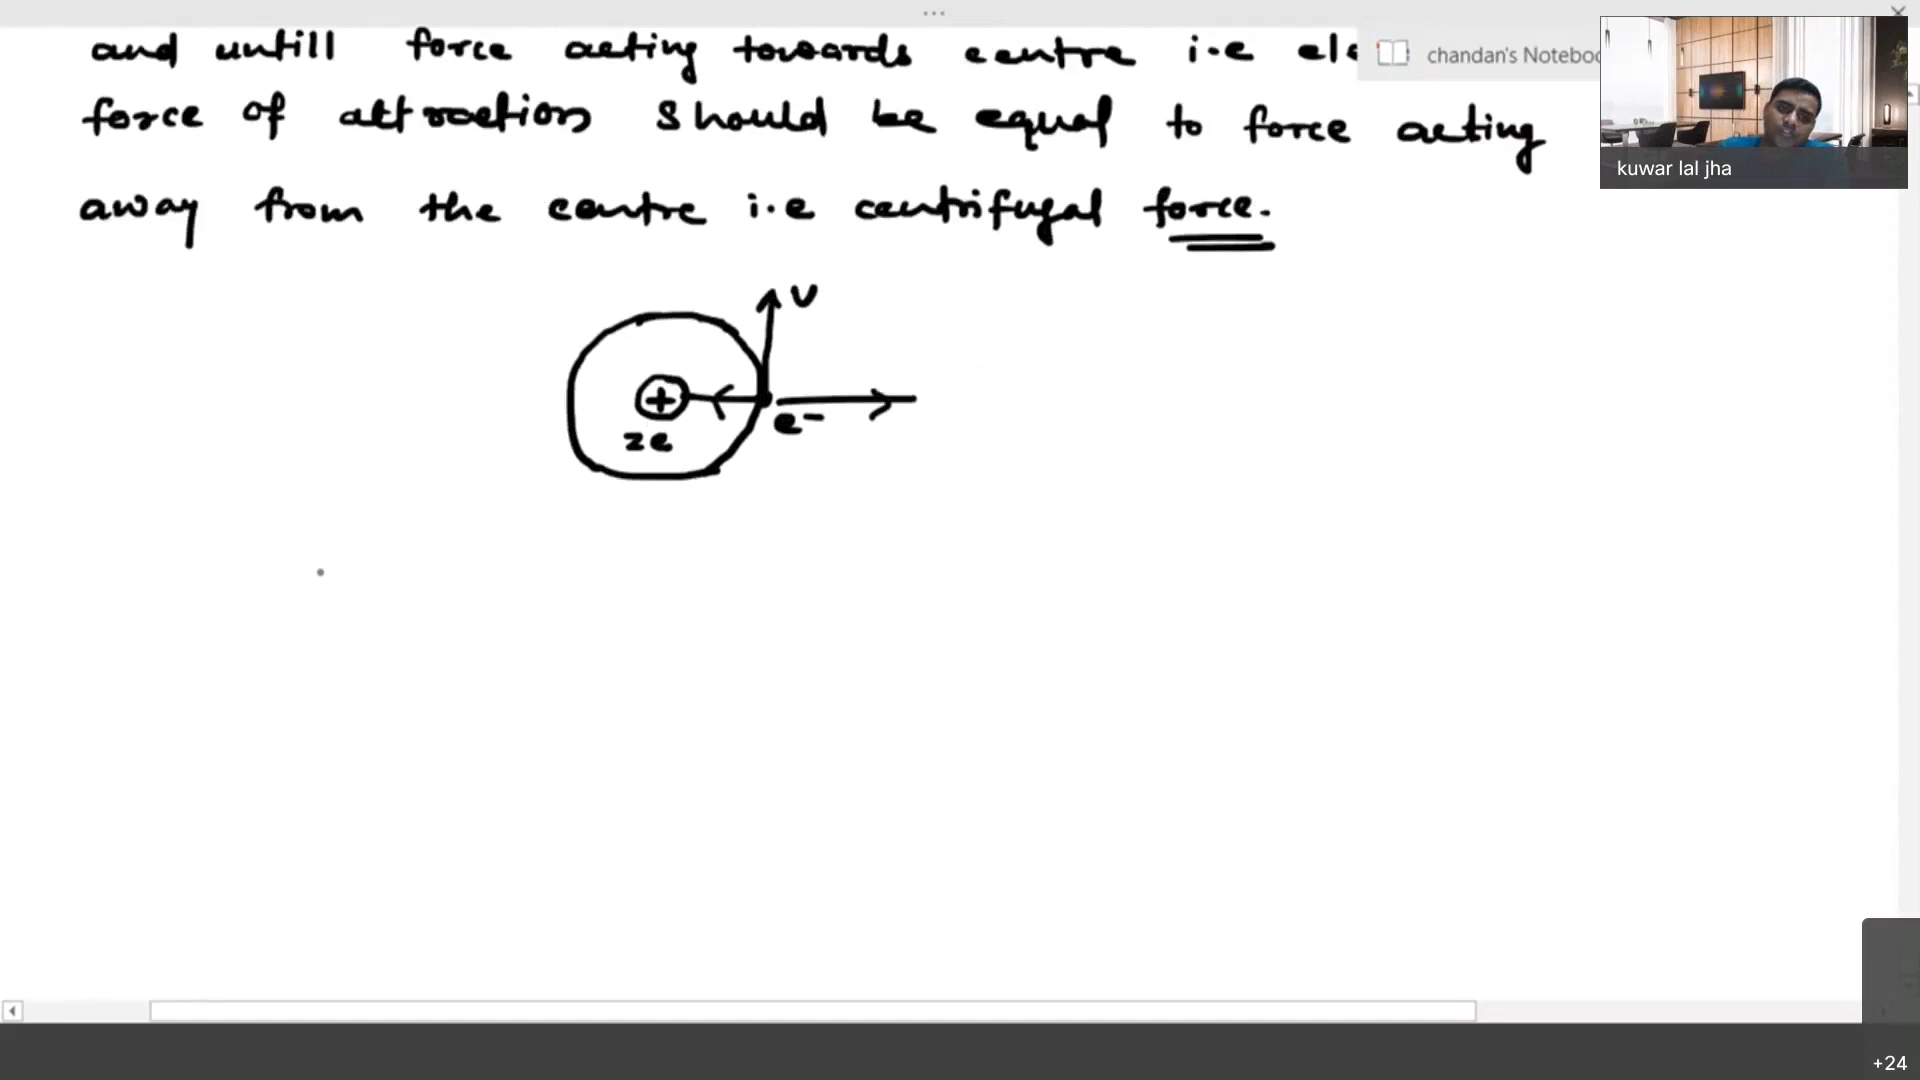 and untill force acting towards centre i.e ele
chandan's Notebo
force of attraction should be equal to force acting
away from the centre i.e centrifugal force.
kuwar lal jha
v
+
e-
ze
+24